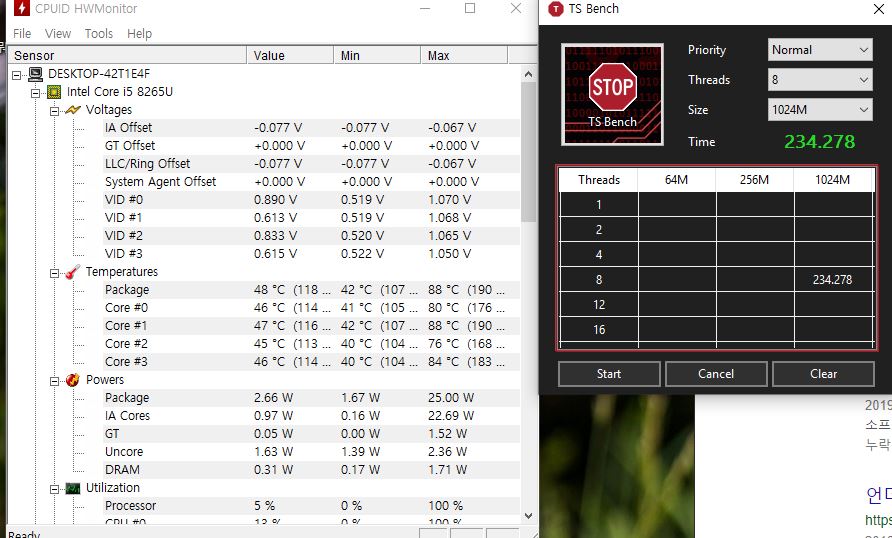 CPUID HWMonitor
File View Tools Help
Sensor Value Min Max
DESKTOP-42T1E4F
Intel Core i5 8265U
Voltages
IA Offset -0.077 V -0.077 V -0.067 V
GT Offset +0.000 V +0.000 V +0.000 V
LLC/Ring Offset -0.077 V -0.077 V -0.067 V
System Agent Offset +0.000 V +0.000 V +0.000 V
VID #0 0.890 V 0.519 V 1.070 V
VID #1 0.613 V 0.519 V 1.068 V
VID #2 0.833 V 0.520 V 1.065 V
VID #3 0.615 V 0.522 V 1.050 V
Temperatures
Package 48 °C (118 ... 42 °C (107 ... 88 °C (190 ...
Core #0 46 °C (114 ... 41 °C (105 ... 80 °C (176 ...
Core #1 47 °C (116 ... 42 °C (107 ... 88 °C (190 ...
Core #2 45 °C (113 ... 40 °C (104 ... 76 °C (168 ...
Core #3 46 °C (114 ... 40 °C (104 ... 84 °C (183 ...
Powers
Package 2.66 W 1.67 W 25.00 W
IA Cores 0.97 W 0.16 W 22.69 W
GT 0.05 W 0.00 W 1.52 W
Uncore 1.63 W 1.39 W 2.36 W
DRAM 0.31 W 0.17 W 1.71 W
Utilization
Processor 5 % 0 % 100 %
CPU #0 13 % 0 % 100 %
Ready
TS Bench
STOP
TS Bench
Priority Normal
Threads 8
Size 1024M
Time 234.278
Threads 64M 256M 1024M
1
2
4
8 234.278
12
16
Start Cancel Clear
2019
소프
누락
언더
https